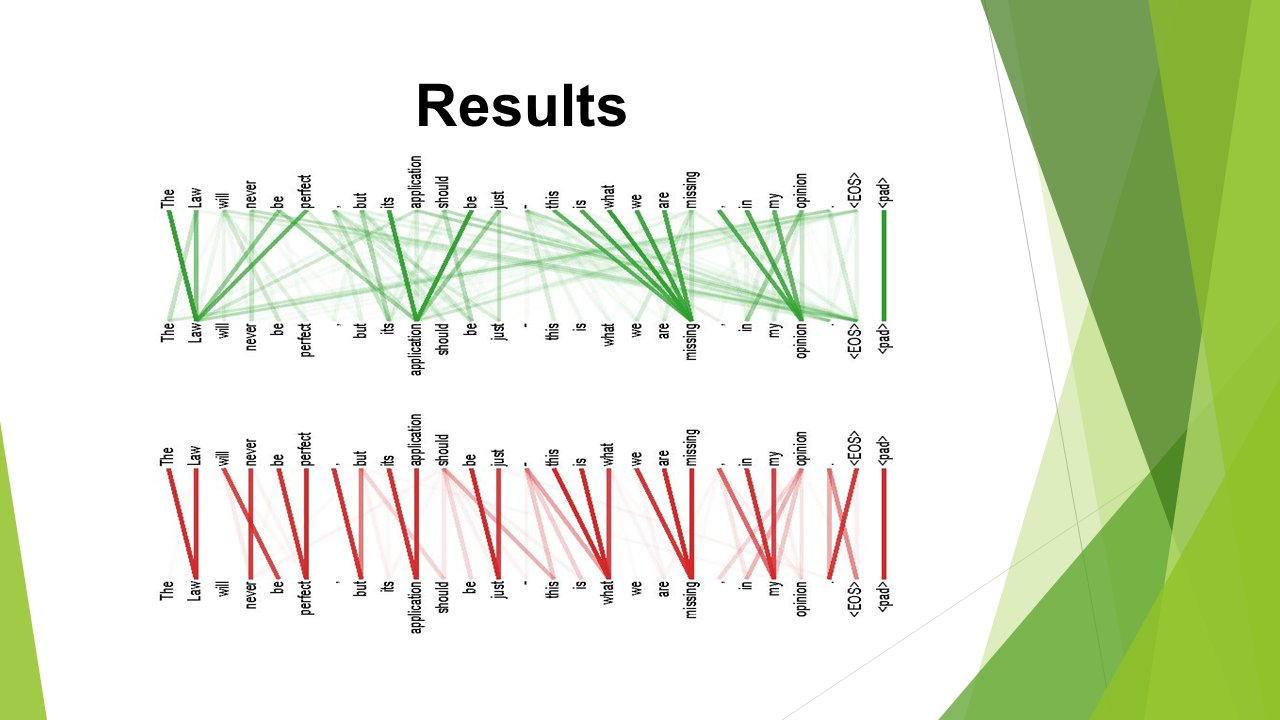 Results
The Law will never be perfect , but its application should be just - this is what we are missing , in my opinion . <EOS> <pad>
The Law will never be perfect , but its application should be just - this is what we are missing , in my opinion . <EOS> <pad>
The Law will never be perfect , but its application should be just - this is what we are missing , in my opinion . <EOS> <pad>
The Law will never be perfect , but its application should be just - this is what we are missing , in my opinion . <EOS> <pad>